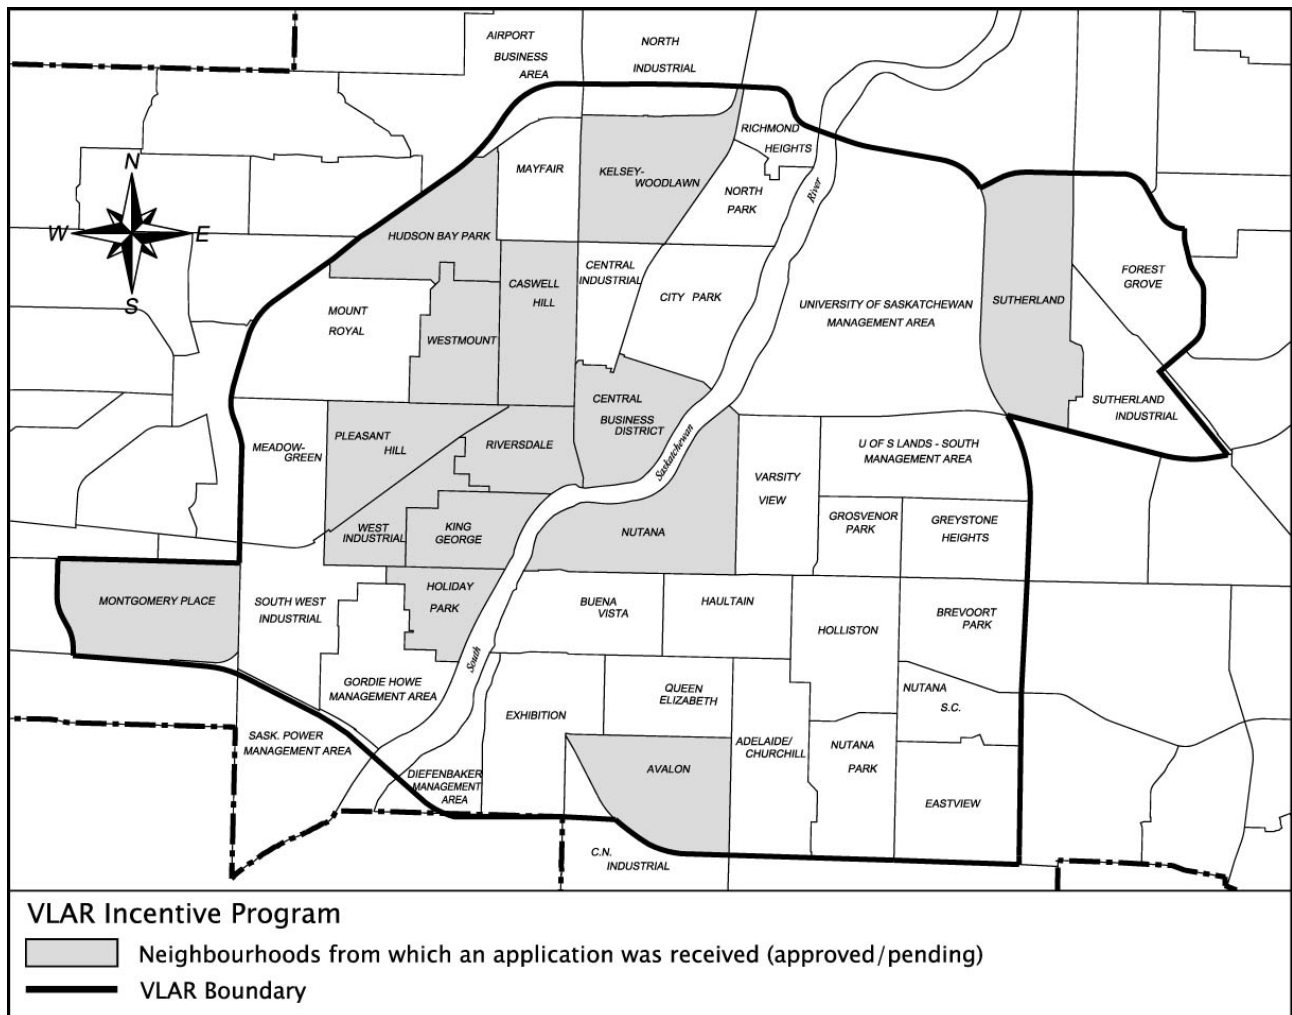 AIRPORT
BUSINESS
AREA
NORTH
INDUSTRIAL
RICHMOND
HEIGHTS
MAYFAIR
KELSEY-
WOODLAWN
NORTH
PARK
River
N
W
E
S
HUDSON BAY PARK
CASWELL
HILL
CENTRAL
INDUSTRIAL
CITY PARK
UNIVERSITY OF SASKATCHEWAN
MANAGEMENT AREA
SUTHERLAND
FOREST
GROVE
MOUNT
ROYAL
WESTMOUNT
CENTRAL
BUSINESS
DISTRICT
SUTHERLAND
INDUSTRIAL
MEADOW-
GREEN
PLEASANT
HILL
RIVERSDALE
Saskatchewan
VARSITY
VIEW
U OF S LANDS - SOUTH
MANAGEMENT AREA
WEST
INDUSTRIAL
KING
GEORGE
NUTANA
GROSVENOR
PARK
GREYSTONE
HEIGHTS
MONTGOMERY PLACE
SOUTH WEST
INDUSTRIAL
HOLIDAY
PARK
BUENA
VISTA
HAULTAIN
HOLLISTON
BREVOORT
PARK
South
GORDIE HOWE
MANAGEMENT AREA
QUEEN
ELIZABETH
NUTANA
S.C.
SASK. POWER
MANAGEMENT AREA
EXHIBITION
ADELAIDE/
CHURCHILL
NUTANA
PARK
DIEFENBAKER
MANAGEMENT
AREA
AVALON
EASTVIEW
C.N.
INDUSTRIAL
VLAR Incentive Program
Neighbourhoods from which an application was received (approved/pending)
VLAR Boundary